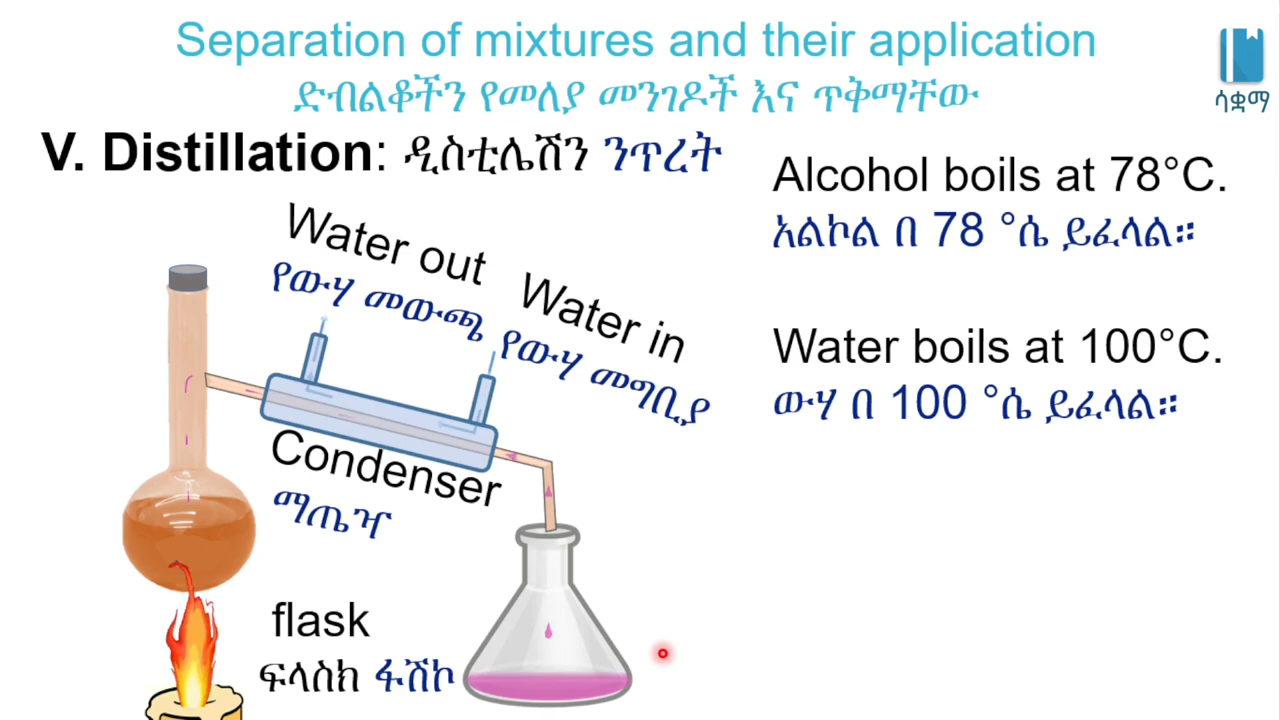 Separation of mixtures and their application
ድብልቆችን የመለያ መንገዶች እና ጥቅማቸው
ሳቋማ
V. Distillation: ዲስቲሌሽን ንጥረት
Alcohol boils at 78°C.
አልኮል በ 78 °ሴ ይፈላል።
Water boils at 100°C.
ውሃ በ 100 °ሴ ይፈላል።
Water out
የውሃ መውጫ
Water in
የውሃ መግቢያ
Condenser
ማጤዣ
flask
ፍላስክ ፋሽኮ